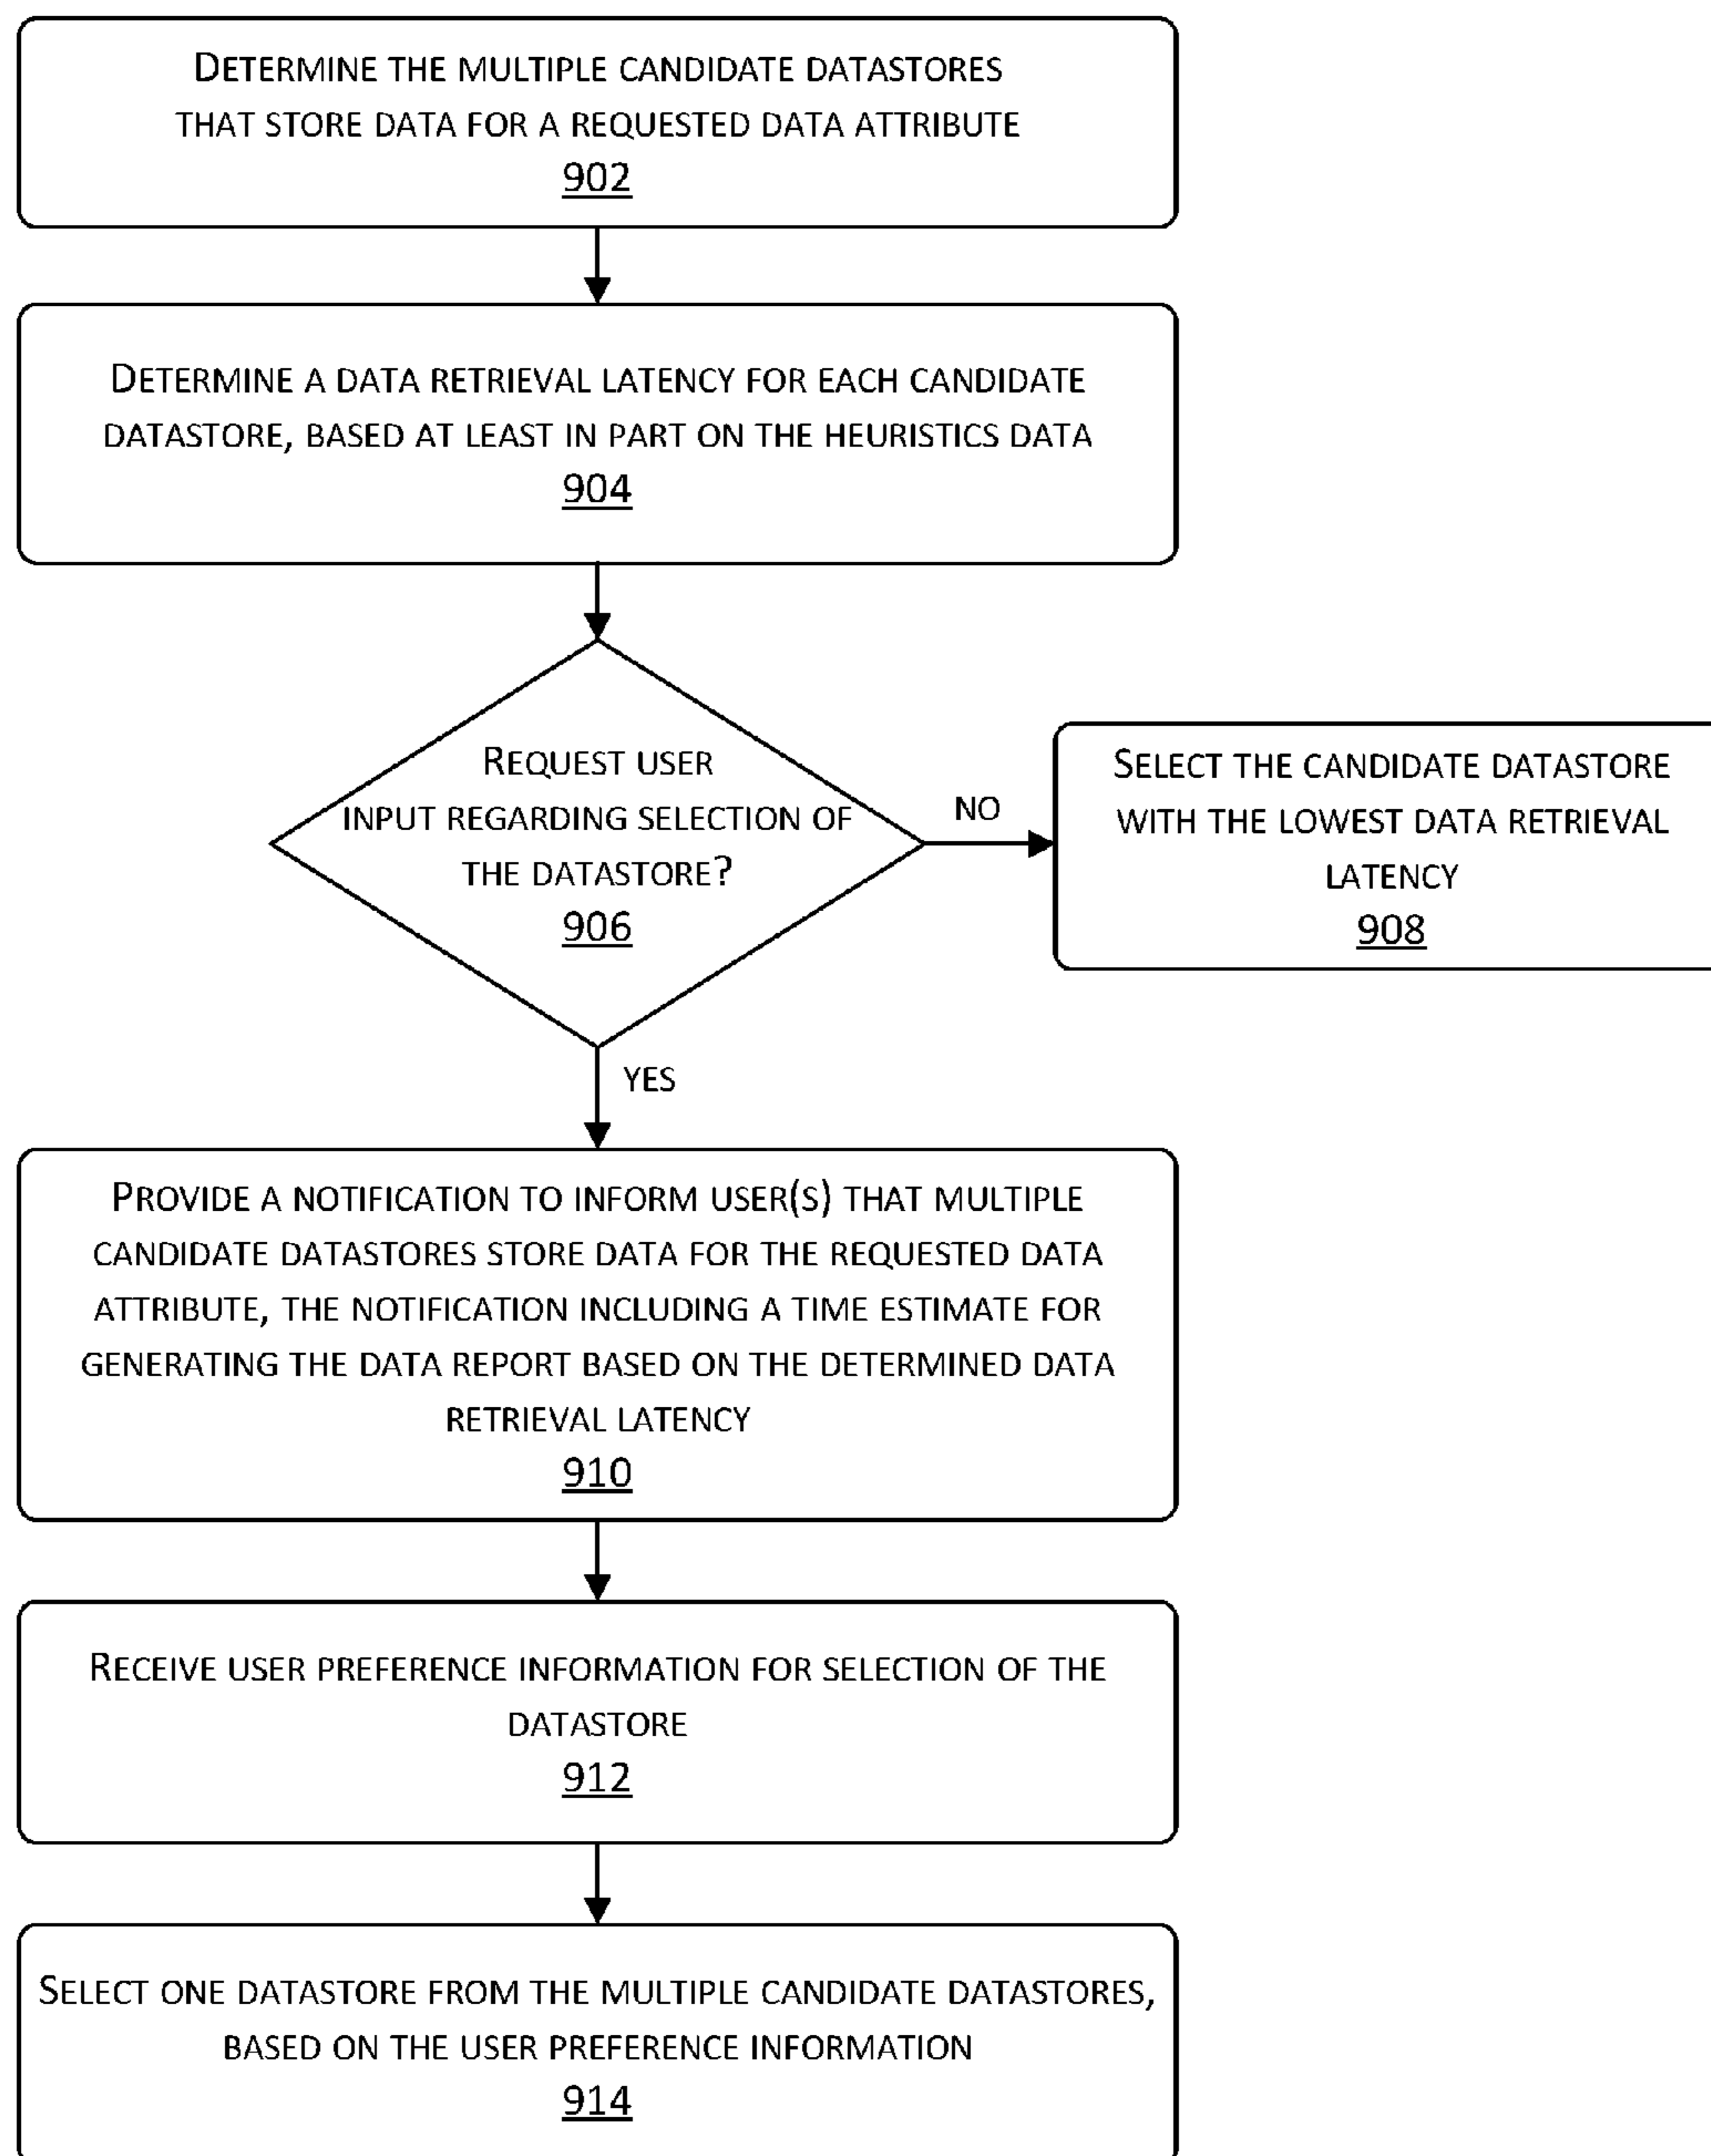 DETERMINE THE MULTIPLE CANDIDATE DATASTORES
THAT STORE DATA FOR A REQUESTED DATA ATTRIBUTE
902
DETERMINE A DATA RETRIEVAL LATENCY FOR EACH CANDIDATE
DATASTORE, BASED AT LEAST IN PART ON THE HEURISTICS DATA
904
REQUEST USER
INPUT REGARDING SELECTION OF
THE DATASTORE?
906
NO
SELECT THE CANDIDATE DATASTORE
WITH THE LOWEST DATA RETRIEVAL
LATENCY
908
YES
PROVIDE A NOTIFICATION TO INFORM USER(S) THAT MULTIPLE
CANDIDATE DATASTORES STORE DATA FOR THE REQUESTED DATA
ATTRIBUTE, THE NOTIFICATION INCLUDING A TIME ESTIMATE FOR
GENERATING THE DATA REPORT BASED ON THE DETERMINED DATA
RETRIEVAL LATENCY
910
RECEIVE USER PREFERENCE INFORMATION FOR SELECTION OF THE
DATASTORE
912
SELECT ONE DATASTORE FROM THE MULTIPLE CANDIDATE DATASTORES,
BASED ON THE USER PREFERENCE INFORMATION
914